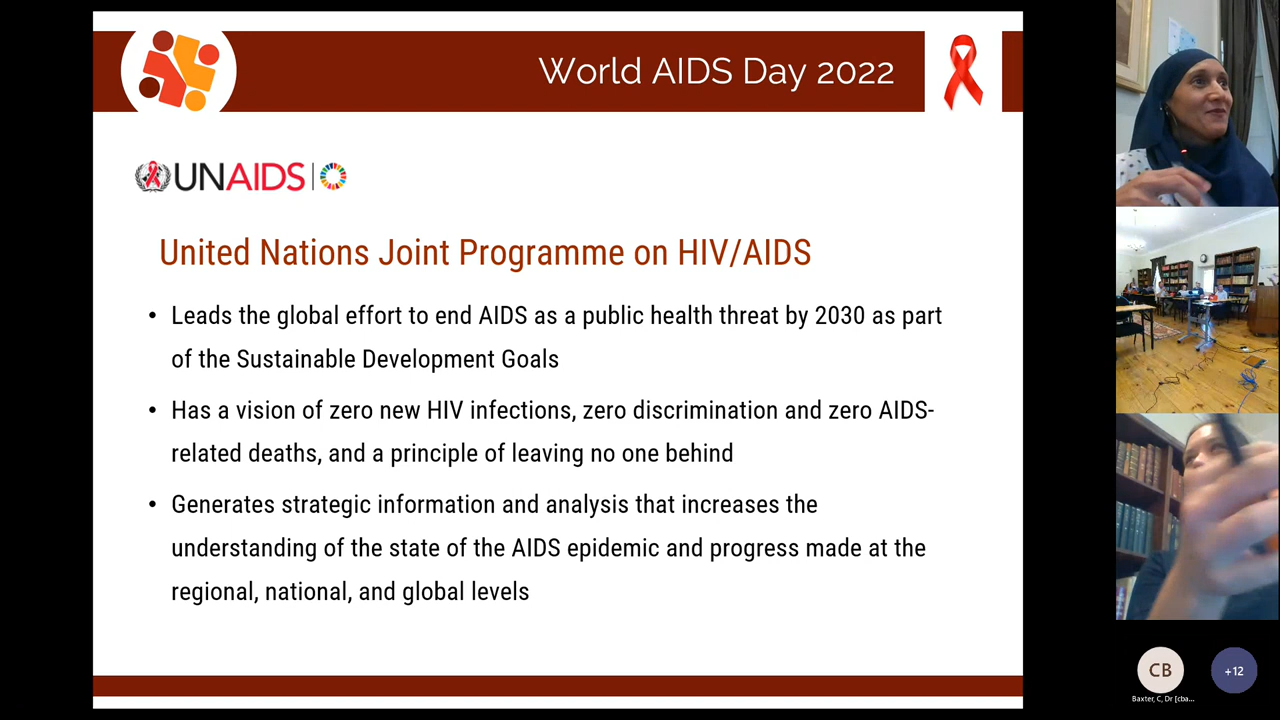 World AIDS Day 2022
UNAIDS
United Nations Joint Programme on HIV/AIDS
• Leads the global effort to end AIDS as a public health threat by 2030 as part
of the Sustainable Development Goals
• Has a vision of zero new HIV infections, zero discrimination and zero AIDS-
related deaths, and a principle of leaving no one behind
• Generates strategic information and analysis that increases the
understanding of the state of the AIDS epidemic and progress made at the
regional, national, and global levels
CB
+12
Baxter, C, Dr [cba...